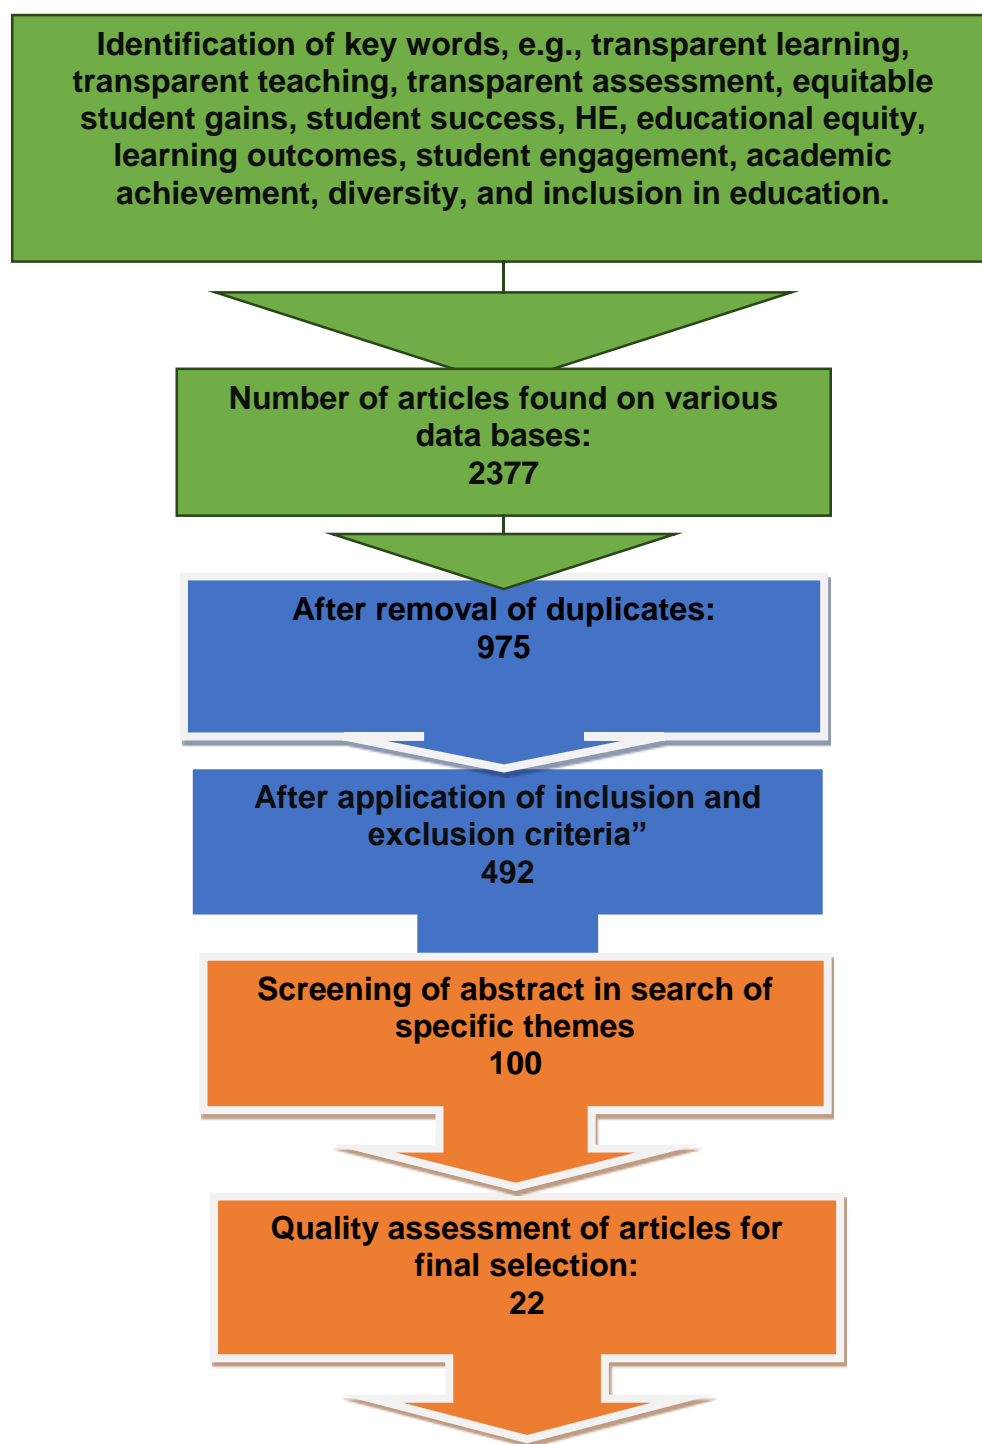 Identification of key words, e.g., transparent learning,
transparent teaching, transparent assessment, equitable
student gains, student success, HE, educational equity,
learning outcomes, student engagement, academic
achievement, diversity, and inclusion in education.
Number of articles found on various
data bases:
2377
After removal of duplicates:
975
After application of inclusion and
exclusion criteria”
492
Screening of abstract in search of
specific themes
100
Quality assessment of articles for
final selection:
22